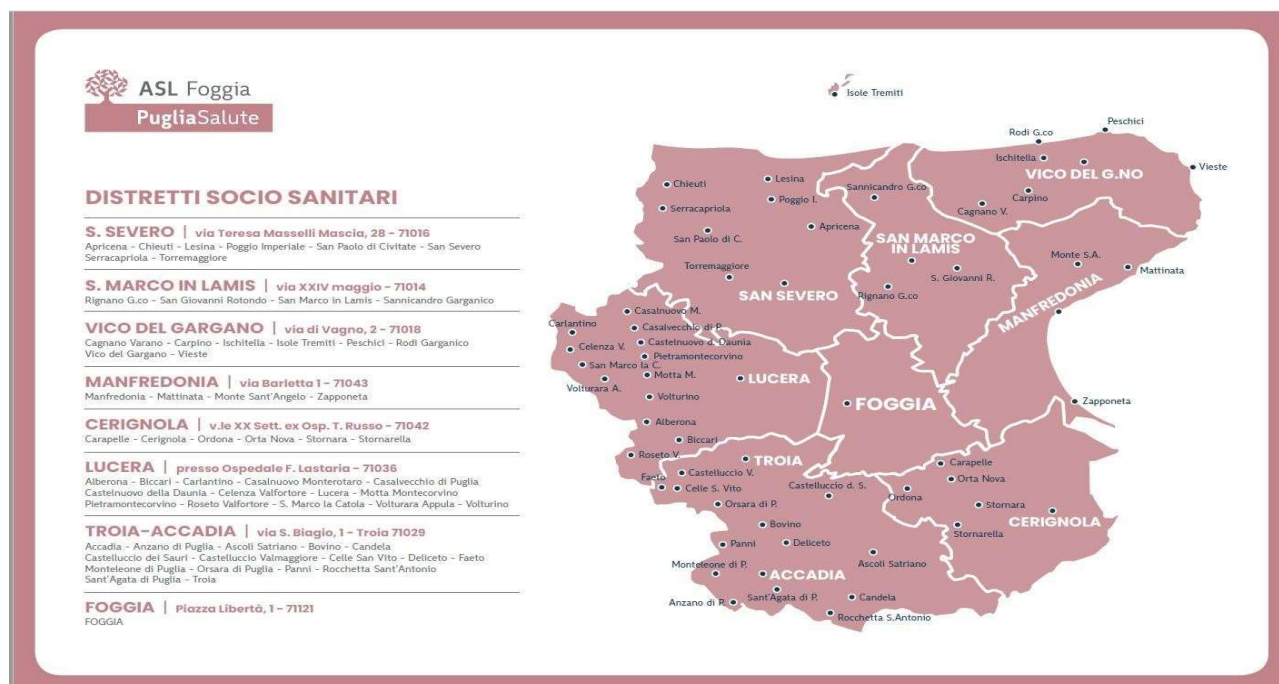 ASL Foggia
PugliaSalute
DISTRETTI SOCIO SANITARI
S. SEVERO | via Teresa Masselli Mascia, 28 - 71016
Apricena - Chieuti - Lesina - Poggio Imperiale - San Paolo di Civitate - San Severo
Serracapriola - Torremaggiore
S. MARCO IN LAMIS | via XXIV maggio - 71014
Rignano G.co - San Giovanni Rotondo - San Marco in Lamis - Sannicandro Garganico
VICO DEL GARGANO | via di Vagno, 2 - 71018
Cagnano Varano - Carpino - Ischitella - Isole Tremiti - Peschici - Rodi Garganico
Vico del Gargano - Vieste
MANFREDONIA | via Barletta 1 - 71043
Manfredonia - Mattinata - Monte Sant'Angelo - Zapponeta
CERIGNOLA | v.le XX Sett. ex Osp. T. Russo - 71042
Carapelle - Cerignola - Ordona - Orta Nova - Stornara - Stornarella
LUCERA | presso Ospedale F. Lastaria - 71036
Alberona - Biccari - Carlantino - Casalnuovo Monterotaro - Casalvecchio di Puglia
Castelnuovo della Daunia - Celenza Valfortore - Lucera - Motta Montecorvino
Pietramontecorvino - Roseto Valfortore - S. Marco la Catola - Volturara Appula - Volturino
TROIA-ACCADIA | via S. Biagio, 1 - Troia 71029
Accadia - Anzano di Puglia - Ascoli Satriano - Bovino - Candela
Castelluccio dei Sauri - Castelluccio Valmaggiore - Celle San Vito - Deliceto - Faeto
Monteleone di Puglia - Orsara di Puglia - Panni - Rocchetta Sant'Antonio
Sant'Agata di Puglia - Troia
FOGGIA | Piazza Libertà, 1 - 71121
FOGGIA
Isole Tremiti
Peschici
Rodi G.co
Ischitella
Vieste
VICO DEL G.NO
Carpino
Cagnano V.
Chieuti
Lesina
Sannicandro G.co
Poggio I.
Serracapriola
Apricena
San Paolo di C.
SAN MARCO
IN LAMIS
Monte S.A.
Mattinata
S. Giovanni R.
Torremaggiore
Rignano G.co
SAN SEVERO
MANFREDONIA
Casalnuovo M.
Carlantino
Casalvecchio di P.
Castelnuovo d. Daunia
Celenza V.
Pietramontecorvino
San Marco la C.
Motta M.
LUCERA
Volturara A.
Volturino
FOGGIA
Zapponeta
Alberona
Biccari
Roseto V.
TROIA
Carapelle
Castelluccio V.
Faeto
Orta Nova
Celle S. Vito
Castelluccio d. S.
Ordona
Orsara di P.
Stornara
Bovino
CERIGNOLA
Stornarella
Panni
Deliceto
Ascoli Satriano
Monteleone di P.
ACCADIA
Sant'Agata di P.
Candela
Anzano di P.
Rocchetta S.Antonio